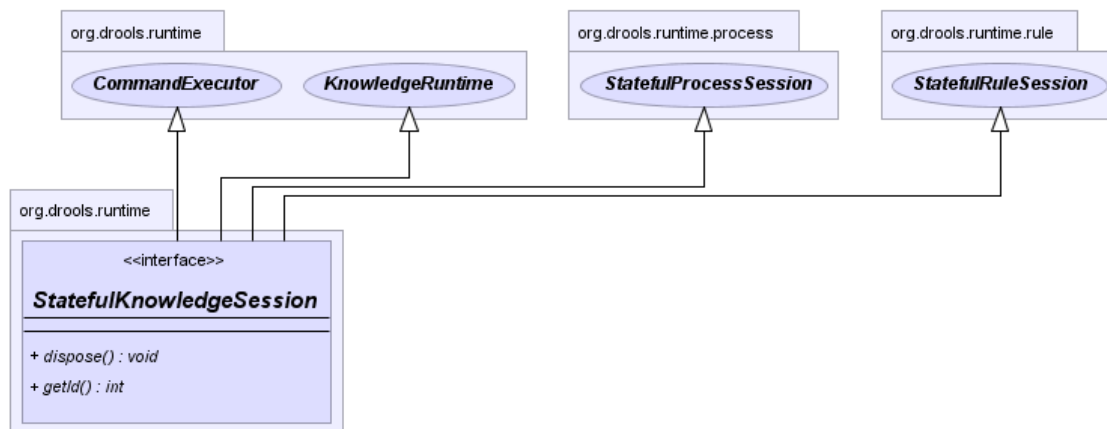 org.drools.runtime
org.drools.runtime.process
org.drools.runtime.rule
CommandExecutor
KnowledgeRuntime
StatefulProcessSession
StatefulRuleSession
org.drools.runtime
<<interface>>
StatefulKnowledgeSession
+ dispose() : void
+ getId() : int